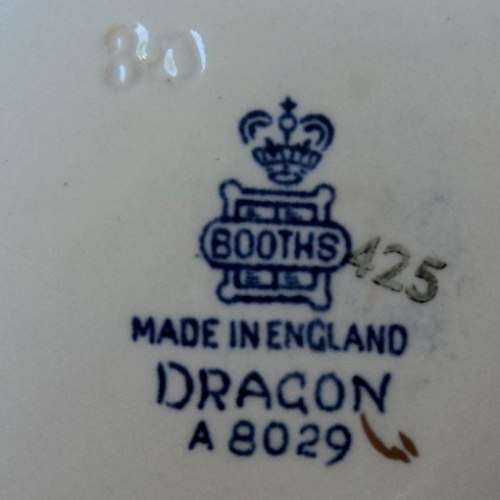 80
BOOTHS
425
MADE IN ENGLAND
DRAGON
A 8029